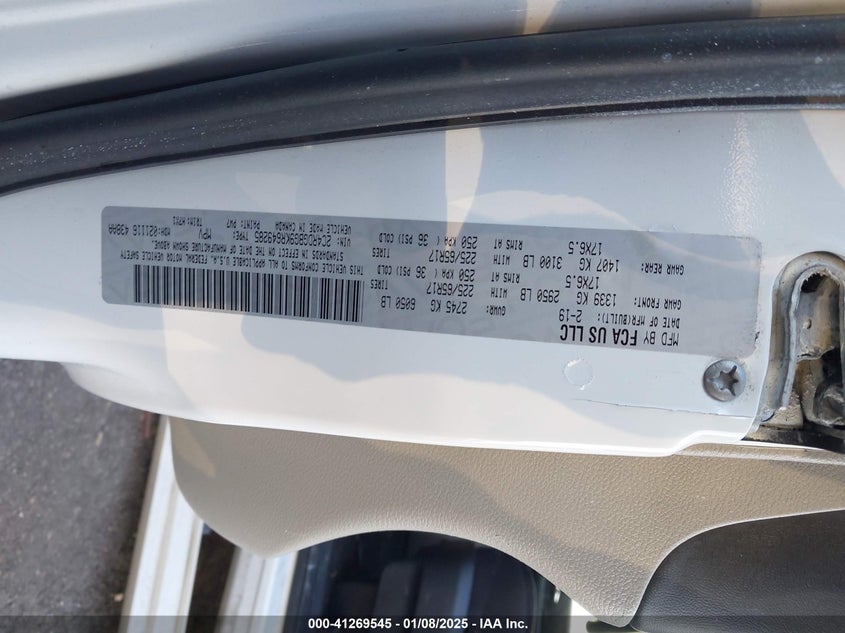 MFD BY FCA US LLC
DATE OF MFR(BUILT): 2-19
GVWR: 2745 KG 6050 LB
GAWR FRONT: 1339 KG 2950 LB WITH 225/65R17 TIRES
17X6.5 RIMS AT 250 KPA ( 36 PSI) COLD
GAWR REAR: 1407 KG 3100 LB WITH 225/65R17 TIRES
17X6.5 RIMS AT 250 KPA ( 36 PSI) COLD
THIS VEHICLE CONFORMS TO ALL APPLICABLE FEDERAL MOTOR VEHICLE SAFETY
STANDARDS IN EFFECT ON THE DATE OF MANUFACTURE SHOWN ABOVE.
VIN: 2C4RDGBG9KR649285 TYPE: MPV
VEHICLE MADE IN CANADA PAINT: PW7 TRIM:
MDH:021116 438AA
000-41269545 - 01/08/2025 - IAA Inc.